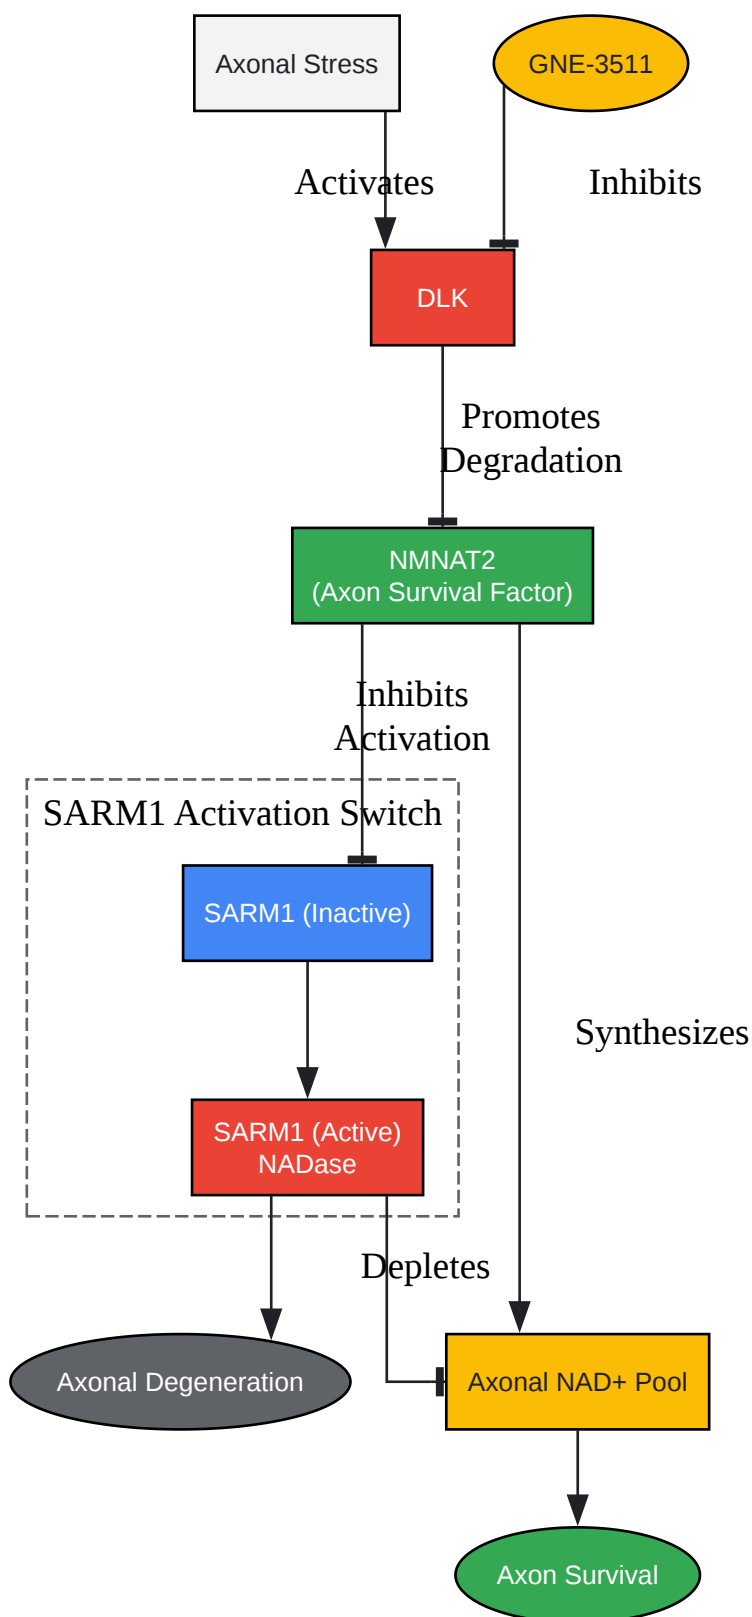 Axonal Stress
GNE-3511
Activates
Inhibits
DLK
Promotes
Degradation
NMNAT2
(Axon Survival Factor)
Inhibits
Activation
SARM1 Activation Switch
SARM1 (Inactive)
Synthesizes
SARM1 (Active)
NADase
Depletes
Axonal Degeneration
Axonal NAD+ Pool
Axon Survival